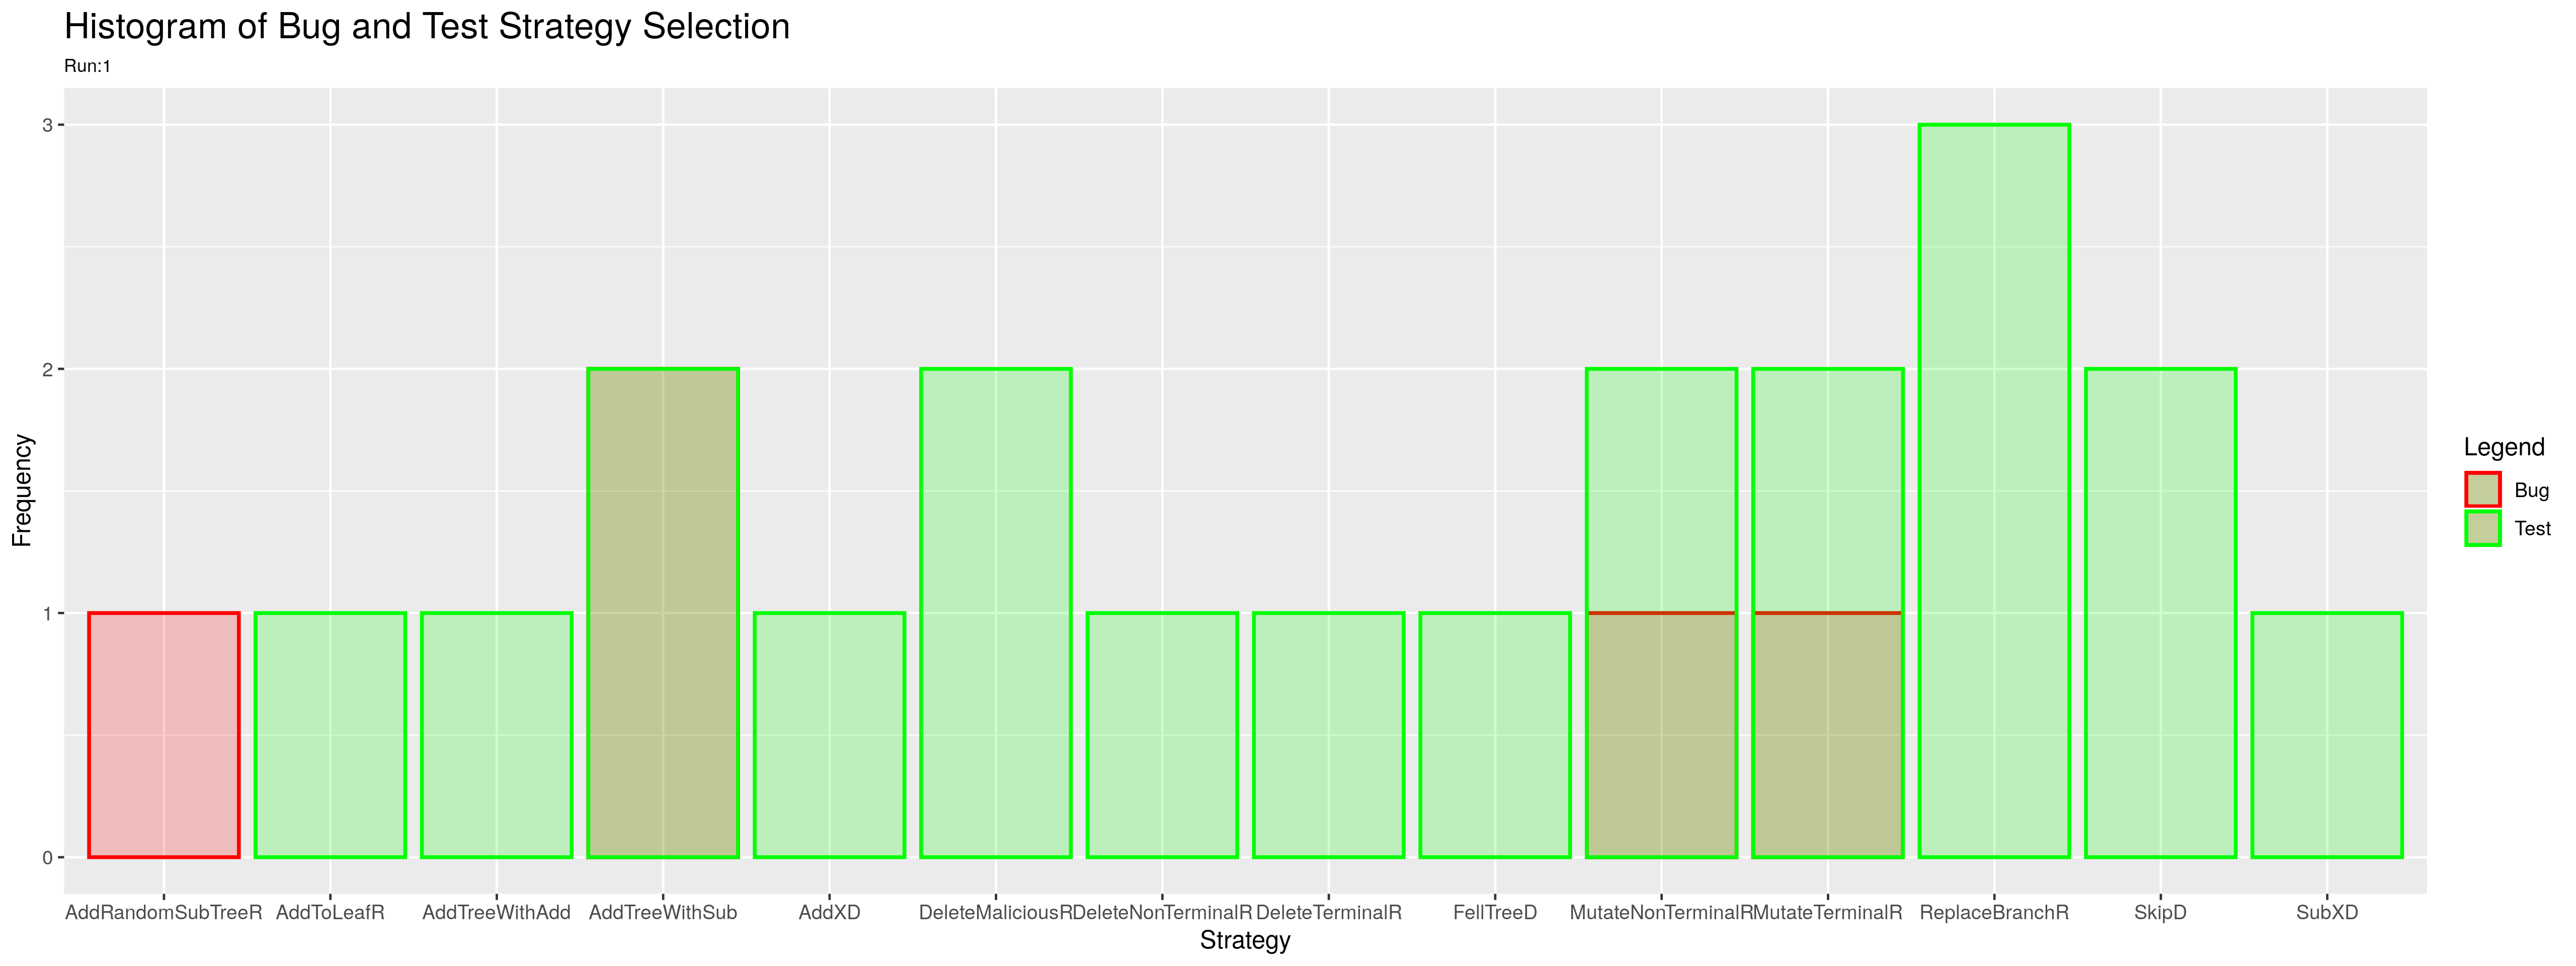 Histogram of Bug and Test Strategy Selection
Run:1
Frequency
3
2
1
0
AddRandomSubTreeR AddToLeafR AddTreeWithAdd AddTreeWithSub AddXD DeleteMaliciousR DeleteNonTerminalR DeleteTerminalR FellTreeD MutateNonTerminalR MutateTerminalR ReplaceBranchR SkipD SubXD
Strategy
Legend
Bug
Test